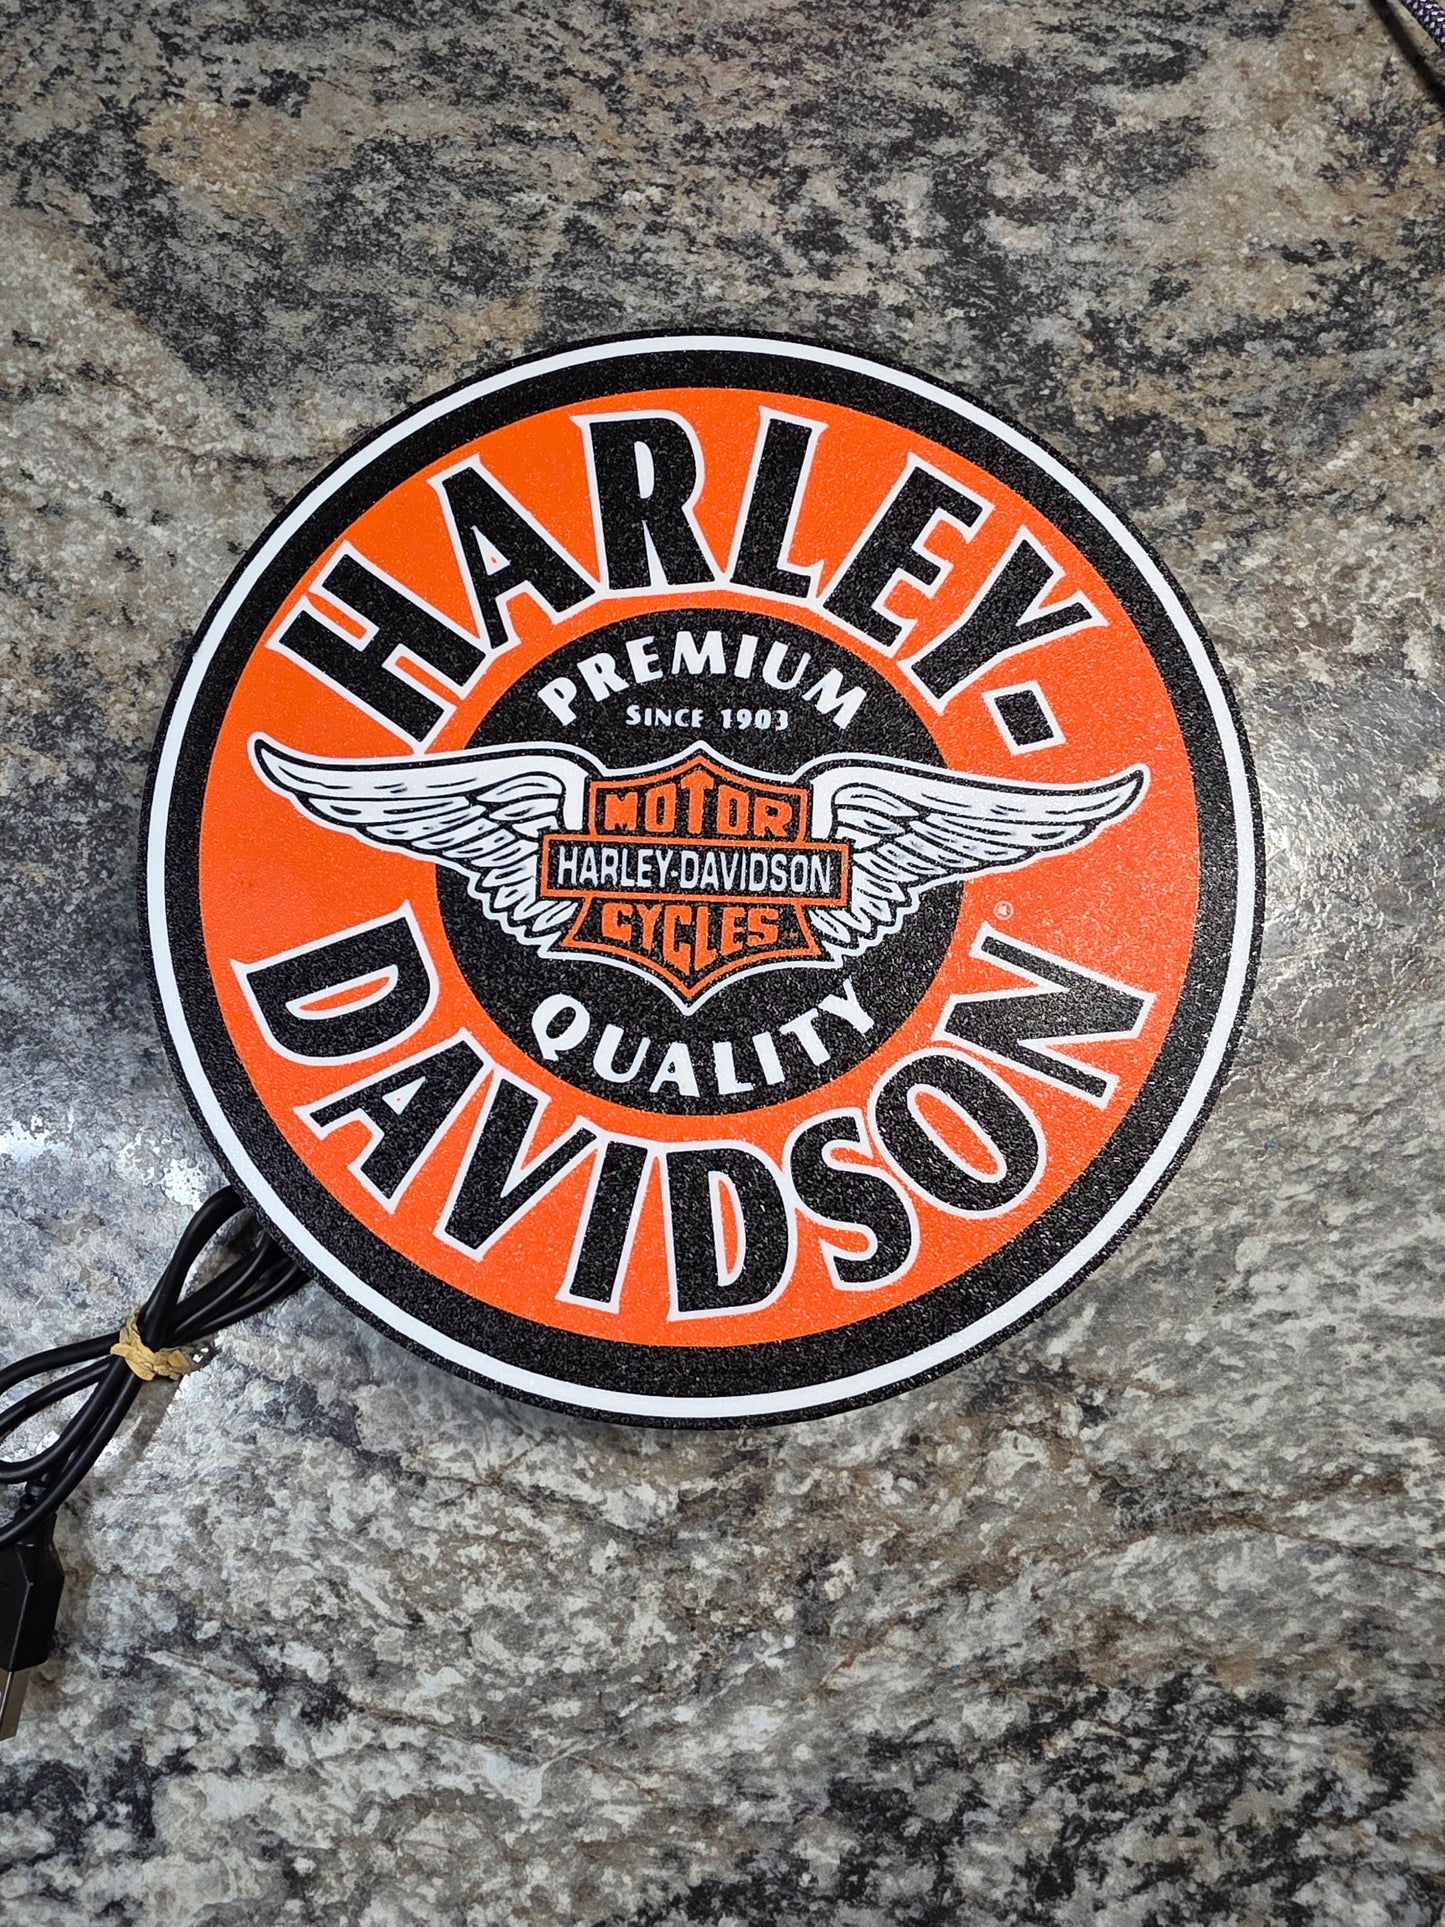 HARLEY-
PREMIUM
SINCE 1903
MOTOR
HARLEY-DAVIDSON
CYCLES
QUALITY
DAVIDSON